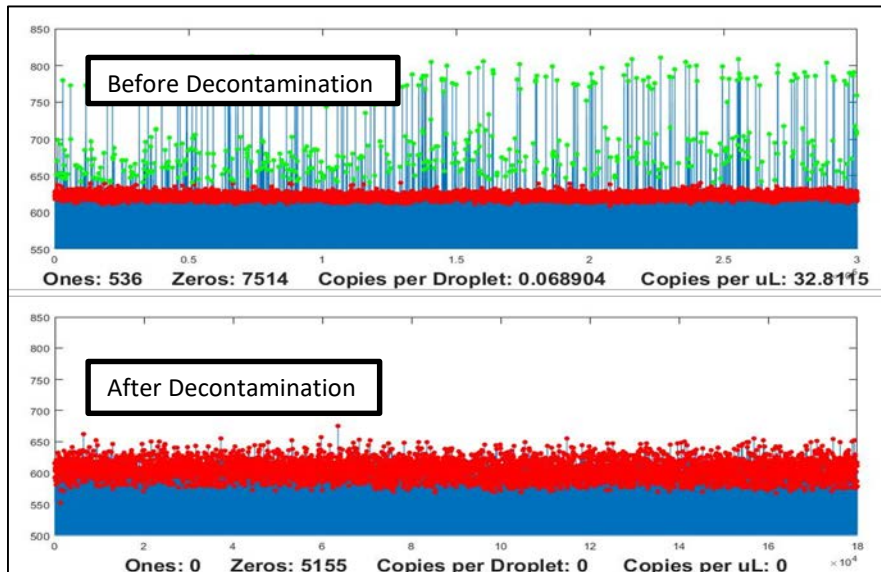 850
800
750
700
650
600
550
Before Decontamination
0 0.5 1 1.5 2 2.5 3
Ones: 536 Zeros: 7514 Copies per Droplet: 0.068904 Copies per uL: 32.8115
850
800
750
700
650
600
550
500
After Decontamination
0 2 4 6 8 10 12 14 16 18
× 10^4
Ones: 0 Zeros: 5155 Copies per Droplet: 0 Copies per uL: 0